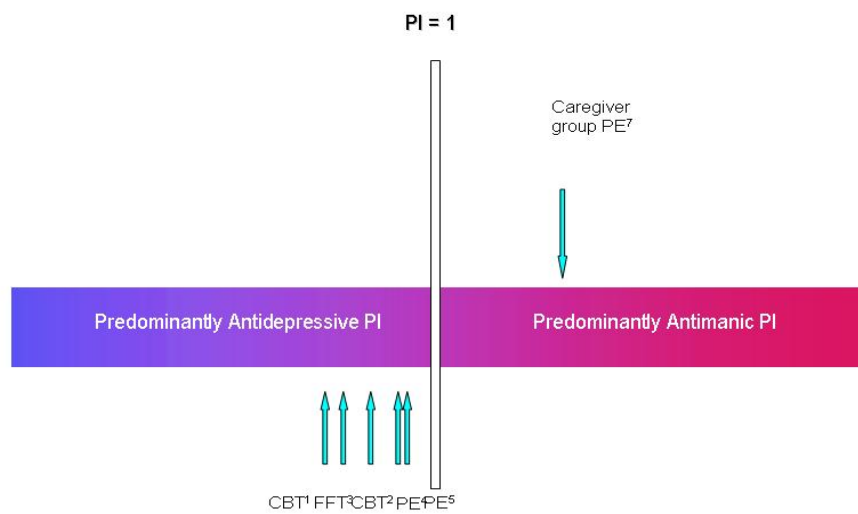 PI = 1
Caregiver
group PE⁷
Predominantly Antidepressive PI
Predominantly Antimanic PI
CBT¹ FFT³CBT² PE⁴PE⁵